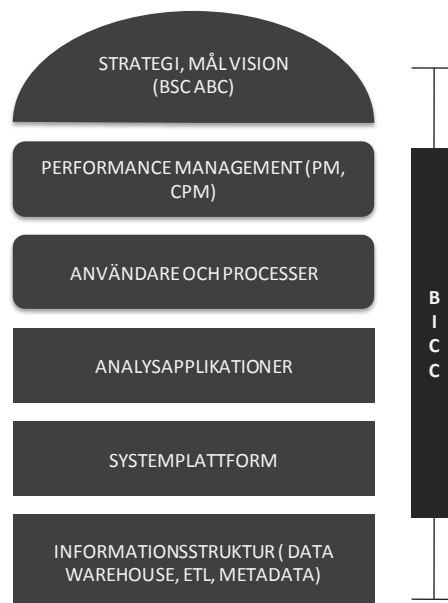 STRATEGI, MÅL VISION
(BSC ABC)
PERFORMANCE MANAGEMENT (PM,
CPM)
ANVÄNDARE OCH PROCESSER
ANALYSAPPLIKATIONER
SYSTEMPLATTFORM
INFORMATIONSSTRUKTUR ( DATA
WAREHOUSE, ETL, METADATA)
B
I
C
C